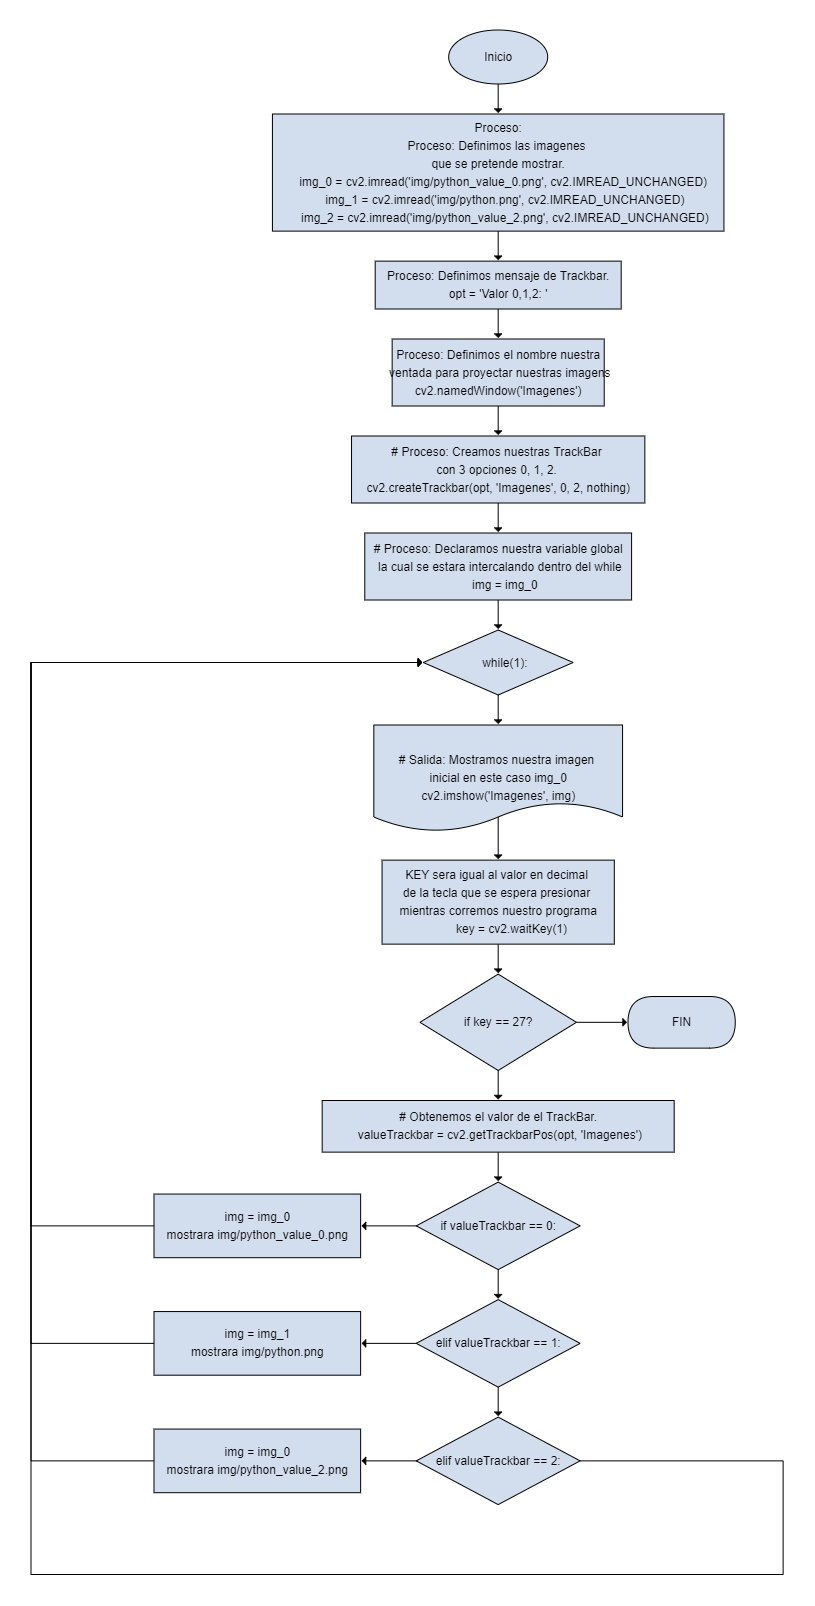 Inicio
Proceso:
Proceso: Definimos las imagenes
que se pretende mostrar.
img_0 = cv2.imread('img/python_value_0.png', cv2.IMREAD_UNCHANGED)
img_1 = cv2.imread('img/python.png', cv2.IMREAD_UNCHANGED)
img_2 = cv2.imread('img/python_value_2.png', cv2.IMREAD_UNCHANGED)
Proceso: Definimos mensaje de Trackbar.
opt = 'Valor 0,1,2: '
Proceso: Definimos el nombre nuestra
ventada para proyectar nuestras imagens
cv2.namedWindow('Imagenes')
# Proceso: Creamos nuestras TrackBar
con 3 opciones 0, 1, 2.
cv2.createTrackbar(opt, 'Imagenes', 0, 2, nothing)
# Proceso: Declaramos nuestra variable global
la cual se estara intercalando dentro del while
img = img_0
while(1):
# Salida: Mostramos nuestra imagen
inicial en este caso img_0
cv2.imshow('Imagenes', img)
KEY sera igual al valor en decimal
de la tecla que se espera presionar
mientras corremos nuestro programa
key = cv2.waitKey(1)
if key == 27?
FIN
# Obtenemos el valor de el TrackBar.
valueTrackbar = cv2.getTrackbarPos(opt, 'Imagenes')
if valueTrackbar == 0:
img = img_0
mostrara img/python_value_0.png
elif valueTrackbar == 1:
img = img_1
mostrara img/python.png
elif valueTrackbar == 2:
img = img_0
mostrara img/python_value_2.png